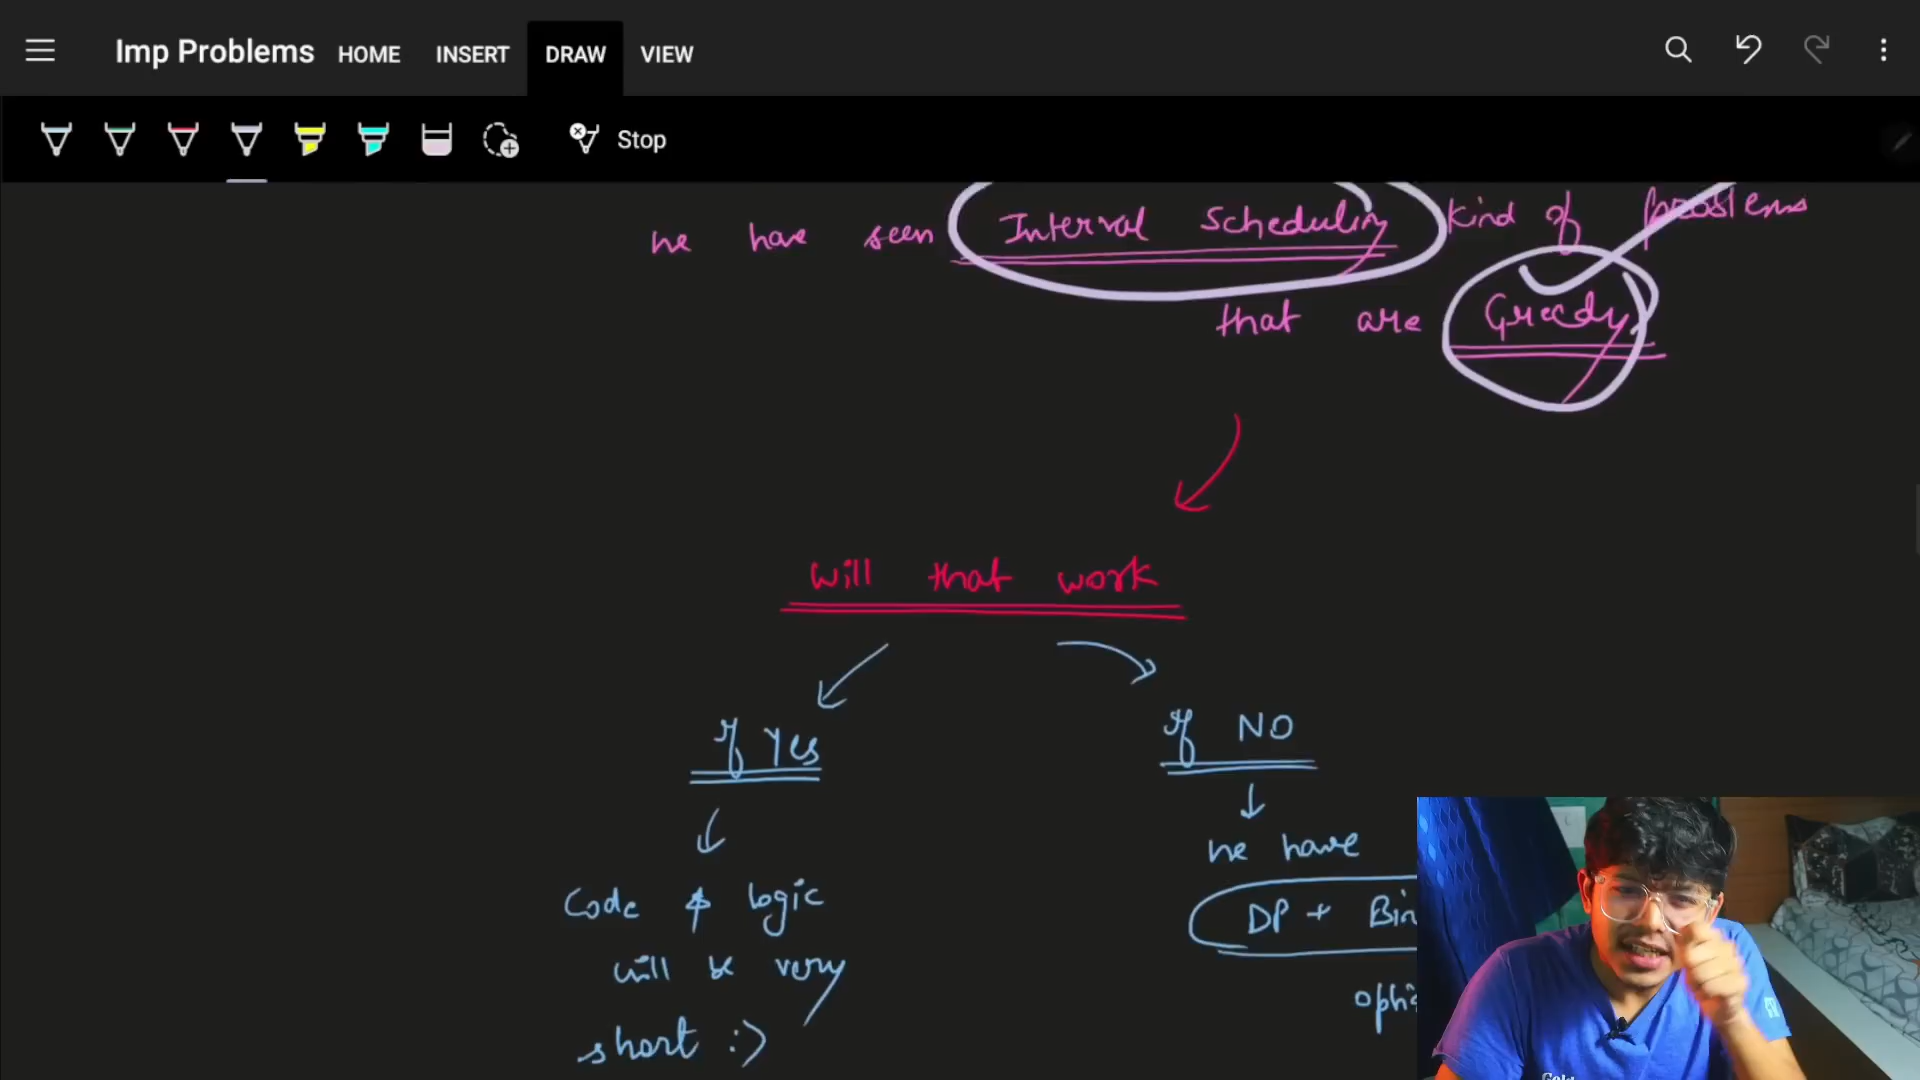 Imp Problems HOME INSERT DRAW VIEW
Stop
we have seen Interval Scheduling kind of problems
that are Greedy
Will that work
If Yes
If NO
Code & logic
will be very
short :)
we have
DP + Bin
optio